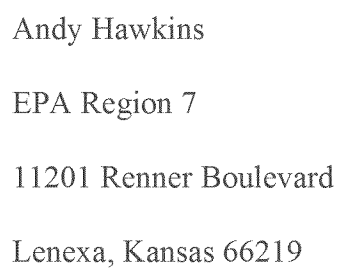 Andy Hawkins
EPA Region 7
11201 Renner Boulevard
Lenexa, Kansas 66219